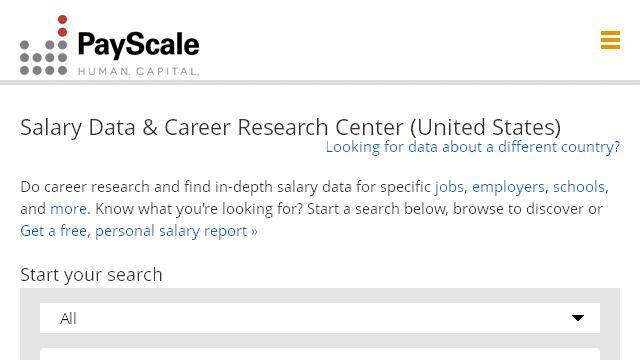 PayScale
HUMAN. CAPITAL.
Salary Data & Career Research Center (United States)
Looking for data about a different country?
Do career research and find in-depth salary data for specific jobs, employers, schools,
and more. Know what you're looking for? Start a search below, browse to discover or
Get a free, personal salary report »
Start your search
All